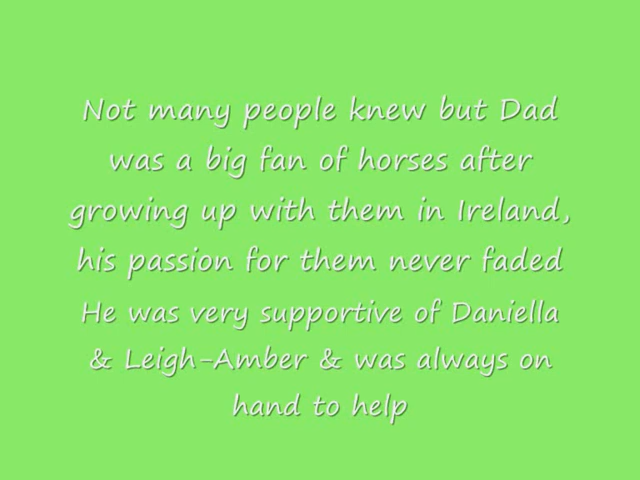 Not many people knew but Dad
was a big fan of horses after
growing up with them in Ireland,
his passion for them never faded
He was very supportive of Daniella
& Leigh-Amber & was always on
hand to help